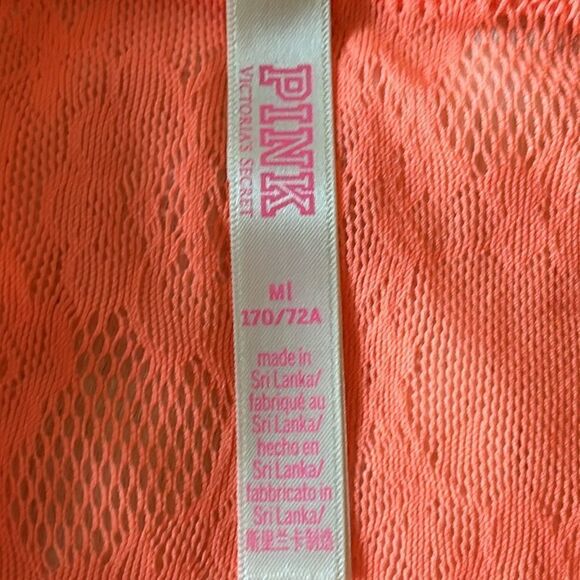 PINK
VICTORIA'S SECRET
M|
170/72A
made in
Sri Lanka/
fabriqué au
Sri Lanka/
hecho en
Sri Lanka/
fabbricato in
Sri Lanka/
斯里兰卡制造